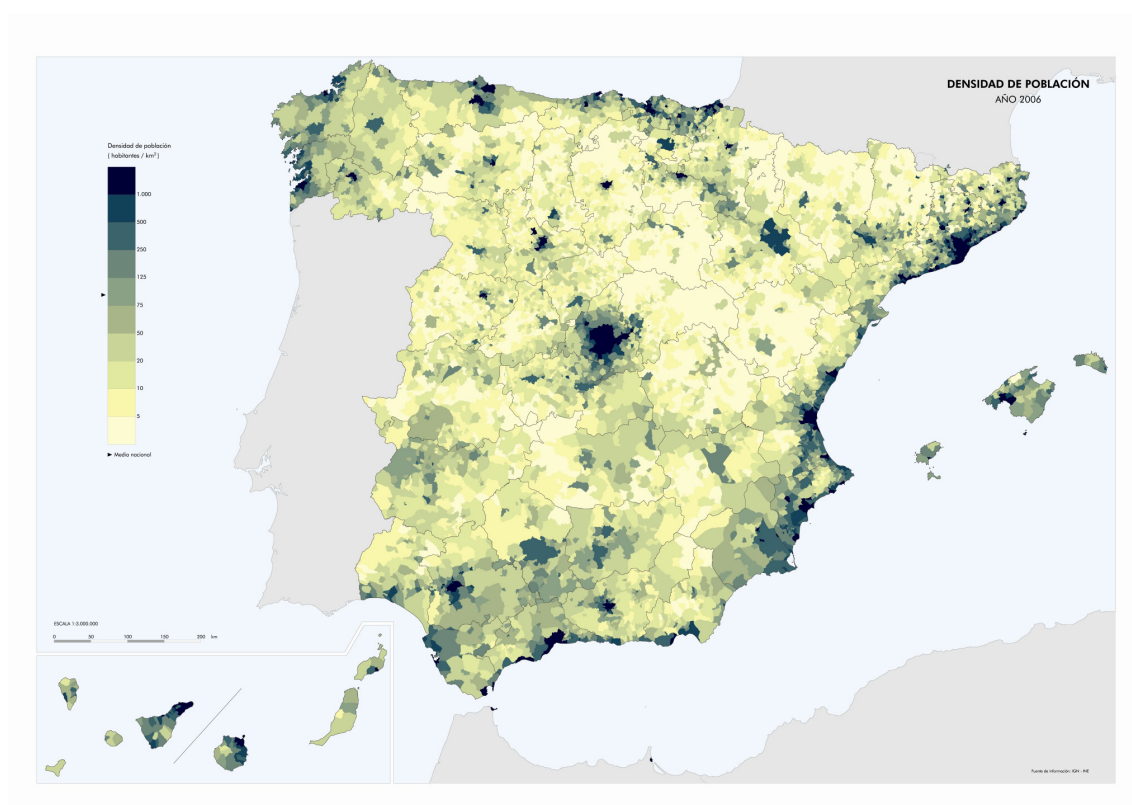 DENSIDAD DE POBLACIÓN
AÑO 2006
Densidad de población
( habitantes / km² )
1.000
500
250
125
75
50
20
10
5
Media nacional
ESCALA 1:3.000.000
0 50 100 150 200 km
Fuente de información: IGN - INE